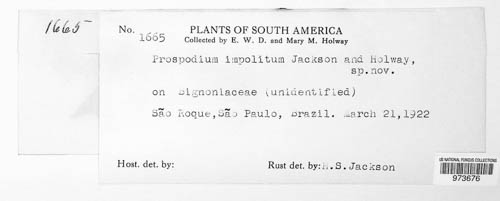 1665
No. 1665
PLANTS OF SOUTH AMERICA
Collected by E. W. D. and Mary M. Holway
Prospodium impolitum Jackson and Holway,
sp.nov.
on Bignoniaceae (unidentified)
São Roque,São Paulo, Brazil. March 21,1922
Host. det. by:
Rust det. by:H.S.Jackson
US NATIONAL FUNGUS COLLECTIONS
973676